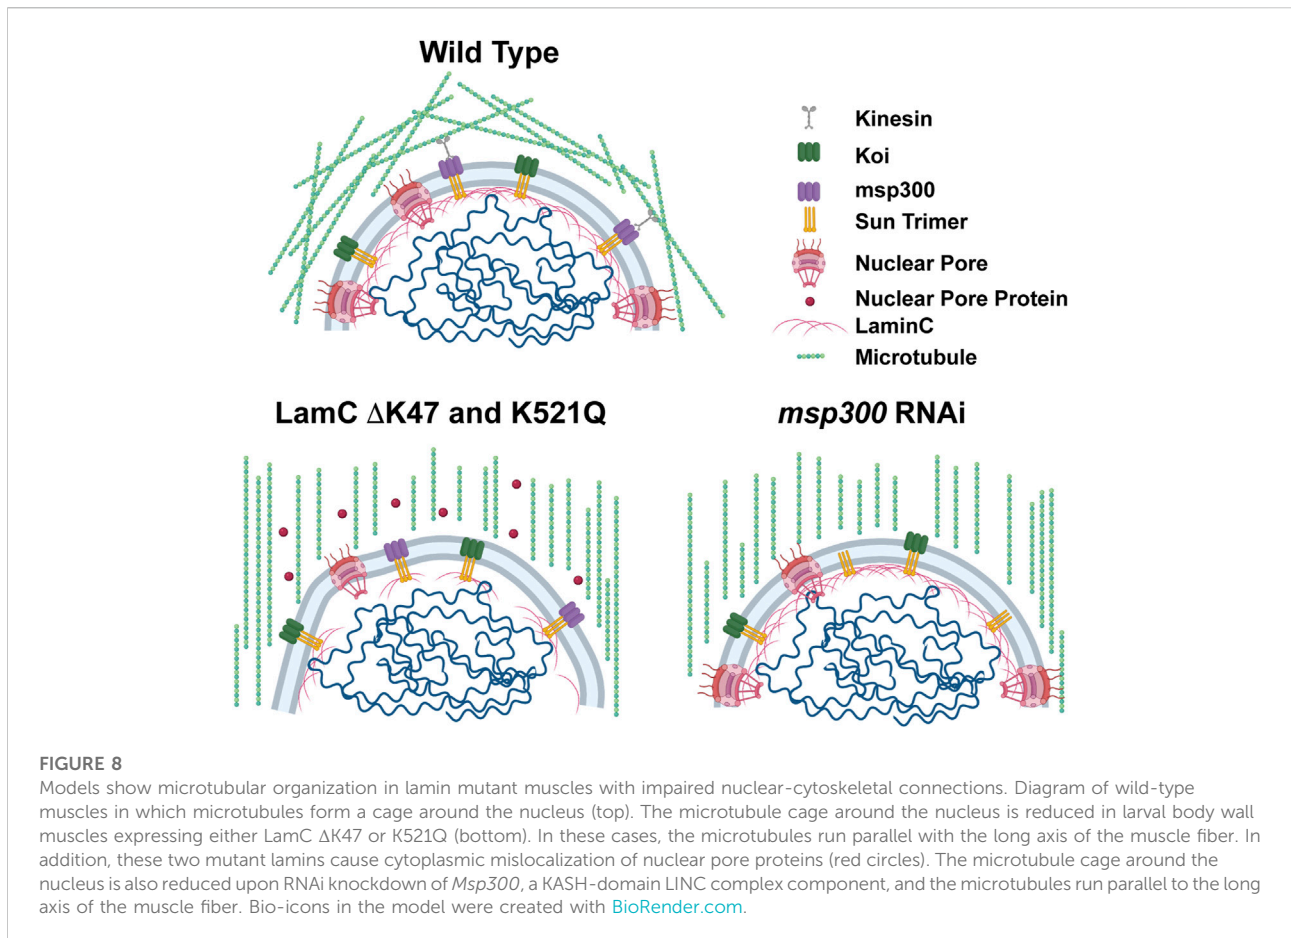 Wild Type
Kinesin
Koi
msp300
Sun Trimer
Nuclear Pore
Nuclear Pore Protein
LaminC
Microtubule
LamC ΔK47 and K521Q
msp300 RNAi
FIGURE 8
Models show microtubular organization in lamin mutant muscles with impaired nuclear-cytoskeletal connections. Diagram of wild-type
muscles in which microtubules form a cage around the nucleus (top). The microtubule cage around the nucleus is reduced in larval body wall
muscles expressing either LamC ΔK47 or K521Q (bottom). In these cases, the microtubules run parallel with the long axis of the muscle fiber. In
addition, these two mutant lamins cause cytoplasmic mislocalization of nuclear pore proteins (red circles). The microtubule cage around the
nucleus is also reduced upon RNAi knockdown of Msp300, a KASH-domain LINC complex component, and the microtubules run parallel to the long
axis of the muscle fiber. Bio-icons in the model were created with BioRender.com.